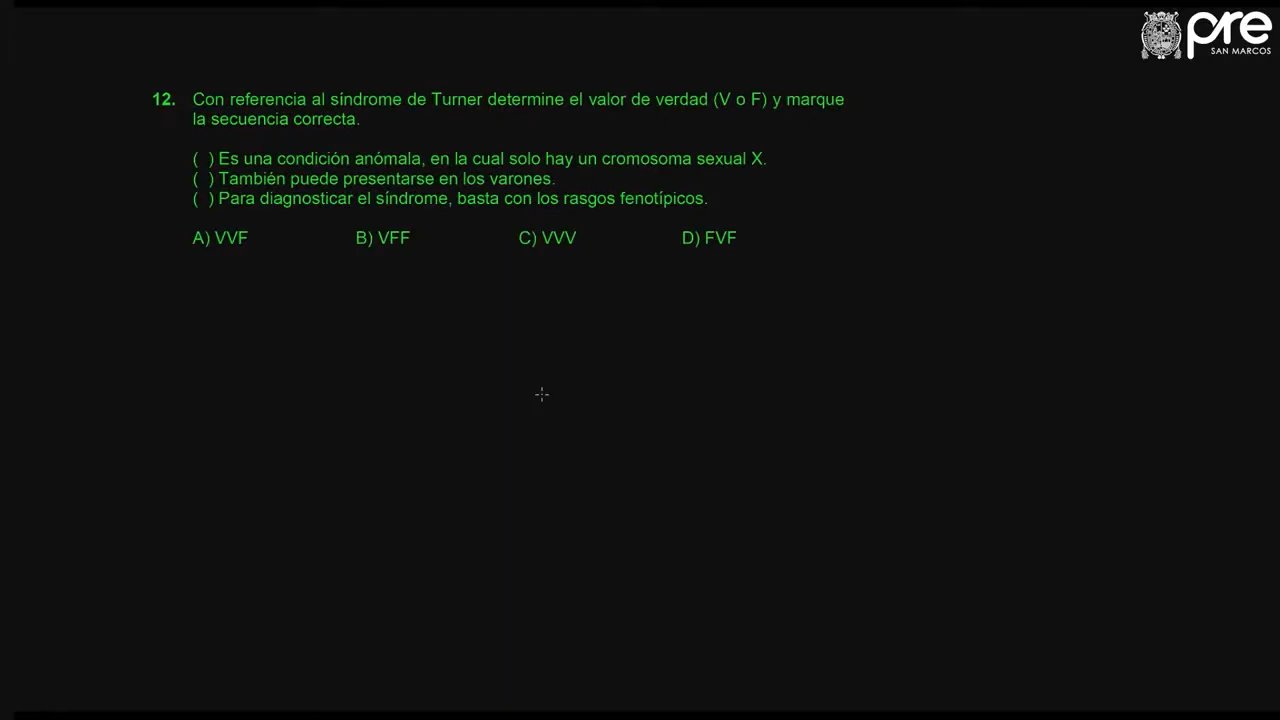 pre
SAN MARCOS
12. Con referencia al síndrome de Turner determine el valor de verdad (V o F) y marque
la secuencia correcta.
( ) Es una condición anómala, en la cual solo hay un cromosoma sexual X.
( ) También puede presentarse en los varones.
( ) Para diagnosticar el síndrome, basta con los rasgos fenotípicos.
A) VVF B) VFF C) VVV D) FVF